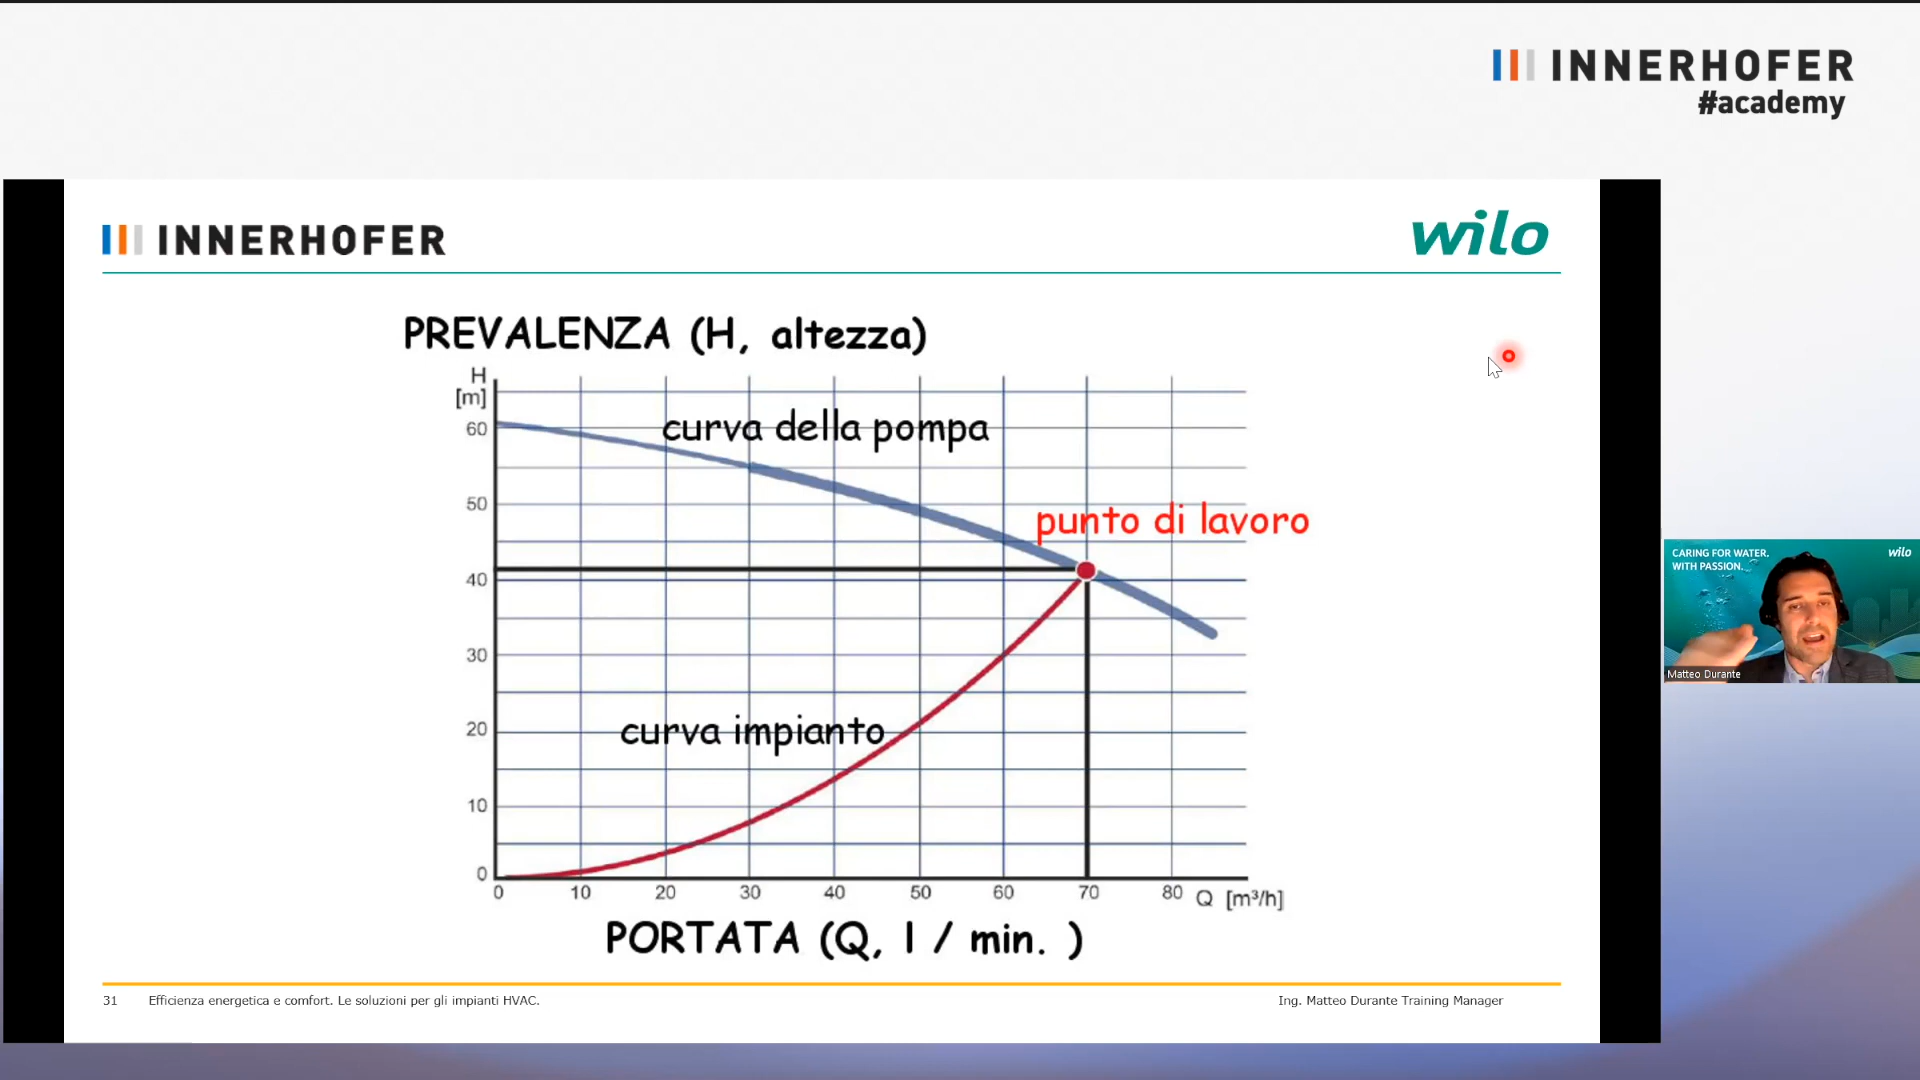 INNERHOFER
#academy
INNERHOFER
wilo
PREVALENZA (H, altezza)
H
[m]
60
50
40
30
20
10
0
curva della pompa
punto di lavoro
curva impianto
0 10 20 30 40 50 60 70 80 Q [m³/h]
PORTATA (Q, l / min. )
31 Efficienza energetica e comfort. Le soluzioni per gli impianti HVAC. Ing. Matteo Durante Training Manager
CARING FOR WATER.
WITH PASSION.
wilo
Matteo Durante